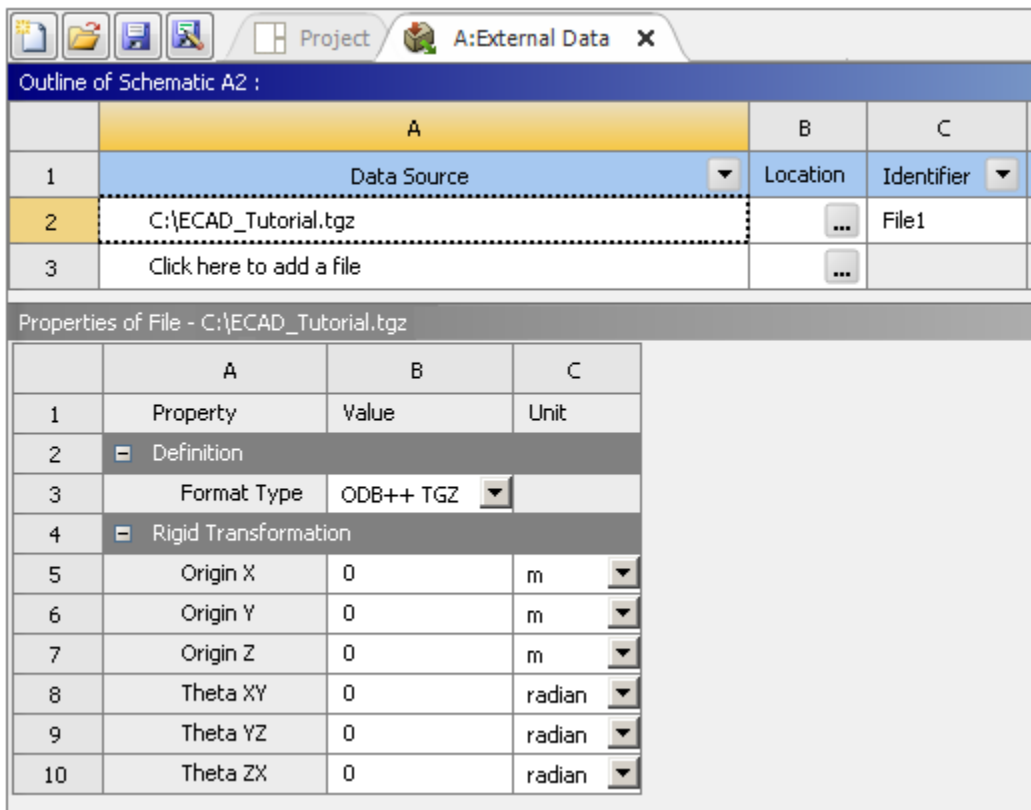 Project A:External Data
Outline of Schematic A2 :
A B C
1 Data Source Location Identifier
2 C:\ECAD_Tutorial.tgz ... File1
3 Click here to add a file ...
Properties of File - C:\ECAD_Tutorial.tgz
A B C
1 Property Value Unit
2 Definition
3 Format Type ODB++ TGZ
4 Rigid Transformation
5 Origin X 0 m
6 Origin Y 0 m
7 Origin Z 0 m
8 Theta XY 0 radian
9 Theta YZ 0 radian
10 Theta ZX 0 radian